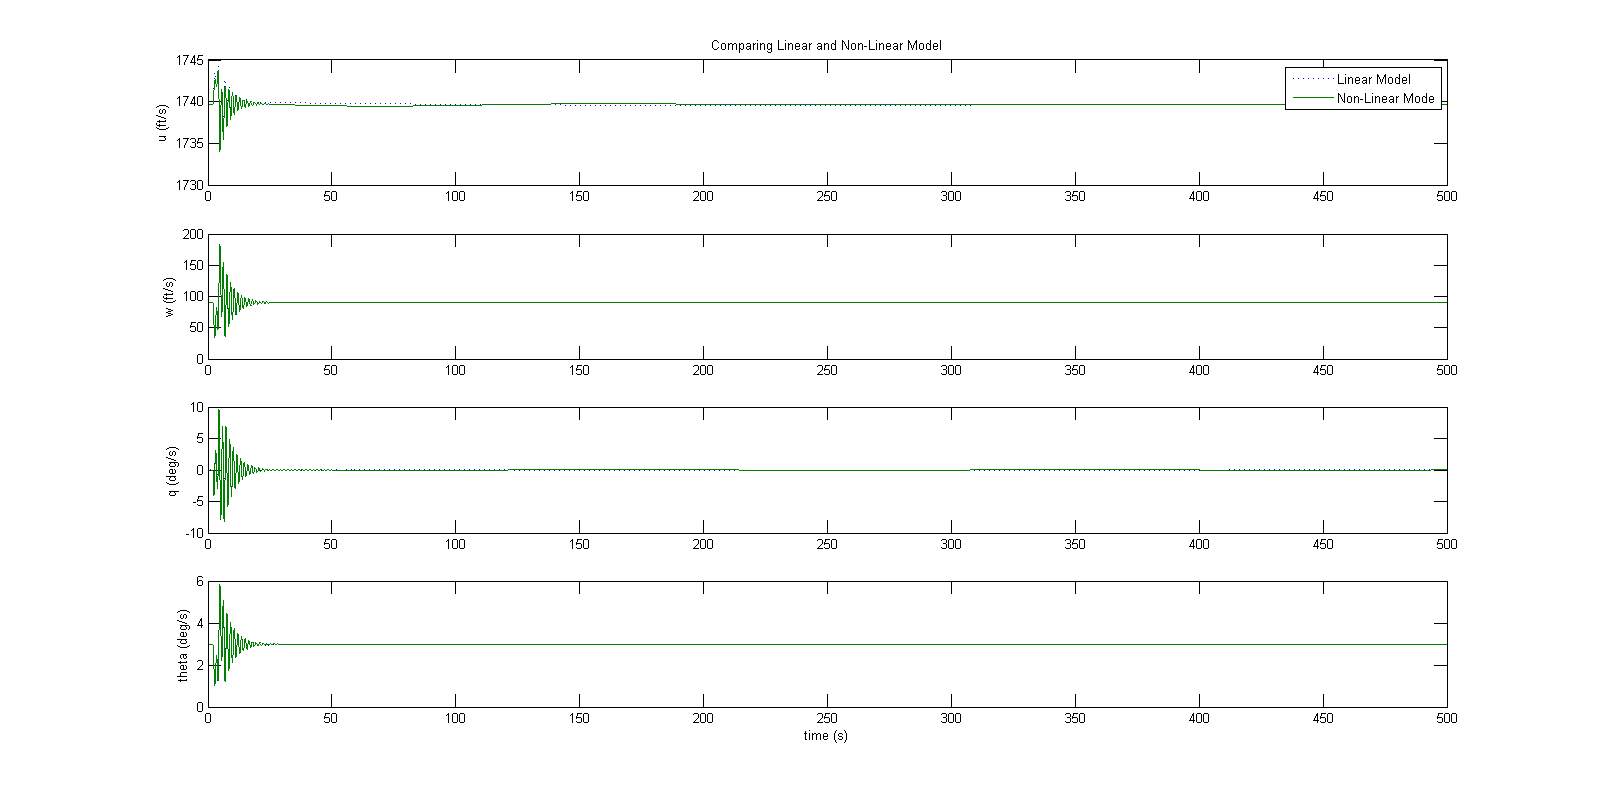 Comparing Linear and Non-Linear Model
1745
1740
1735
1730
u (ft/s)
Linear Model
Non-Linear Mode
0 50 100 150 200 250 300 350 400 450 500
200
150
100
50
0
w (ft/s)
0 50 100 150 200 250 300 350 400 450 500
10
5
0
-5
-10
q (deg/s)
0 50 100 150 200 250 300 350 400 450 500
6
4
2
0
theta (deg/s)
0 50 100 150 200 250 300 350 400 450 500
time (s)